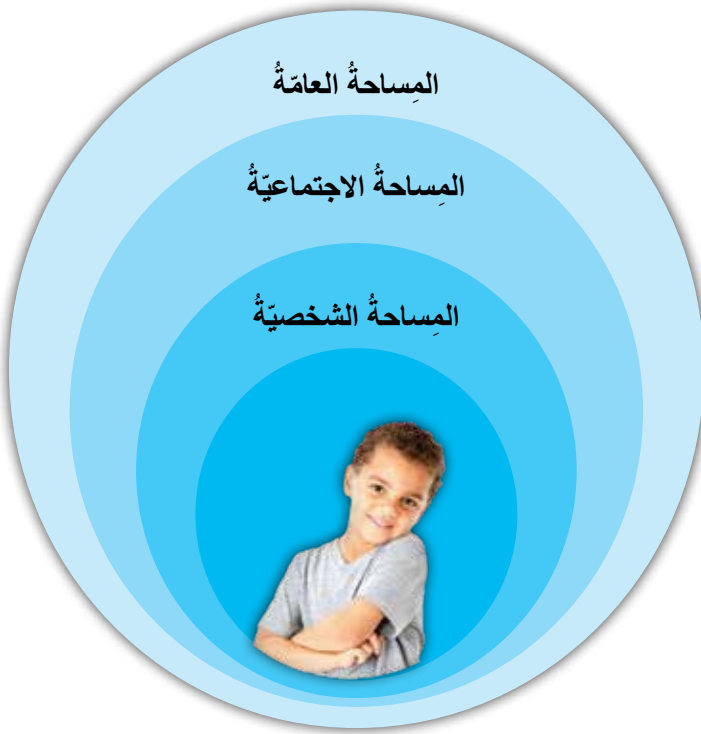 المِساحةُ العامّةُ
المِساحةُ الاجتماعيّةُ
المِساحةُ الشخصيّةُ